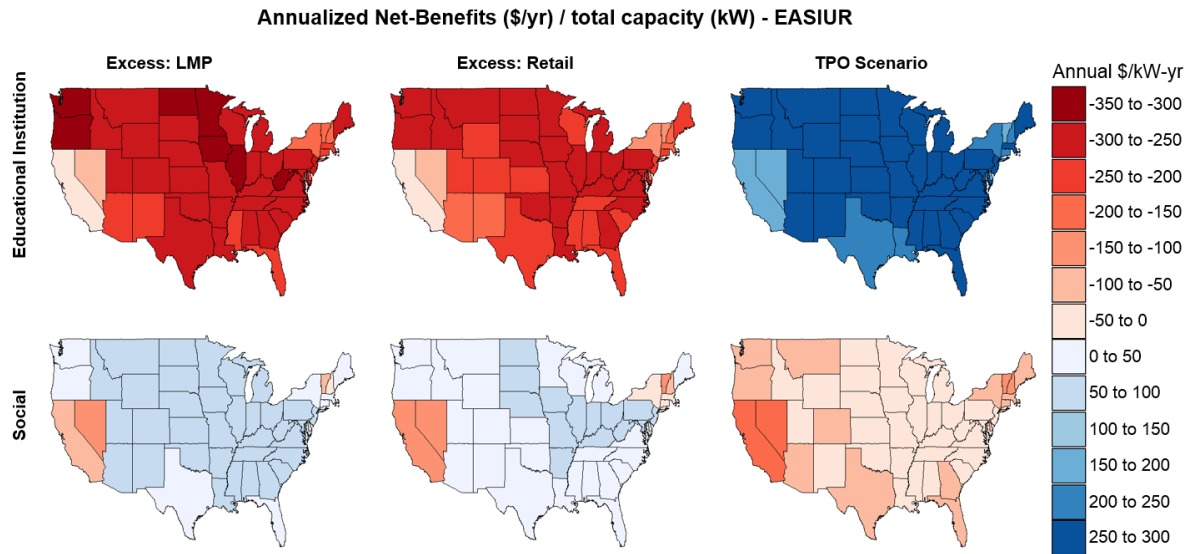 Annualized Net-Benefits ($/yr) / total capacity (kW) - EASIUR
Excess: LMP
Excess: Retail
TPO Scenario
Educational Institution
Social
Annual $/kW-yr
-350 to -300
-300 to -250
-250 to -200
-200 to -150
-150 to -100
-100 to -50
-50 to 0
0 to 50
50 to 100
100 to 150
150 to 200
200 to 250
250 to 300